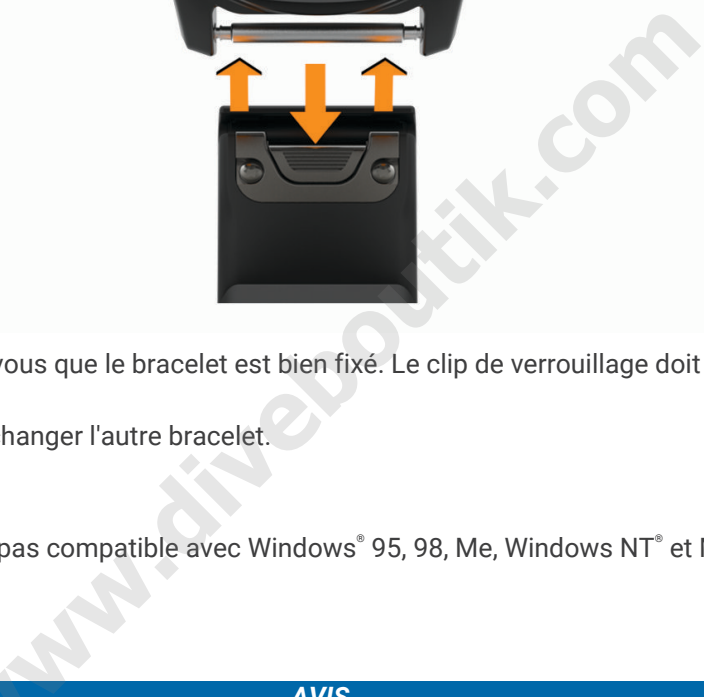 vous que le bracelet est bien fixé. Le clip de verrouillage doit
hanger l'autre bracelet.
pas compatible avec Windows® 95, 98, Me, Windows NT® et
AVIS
www.diveboutik.com